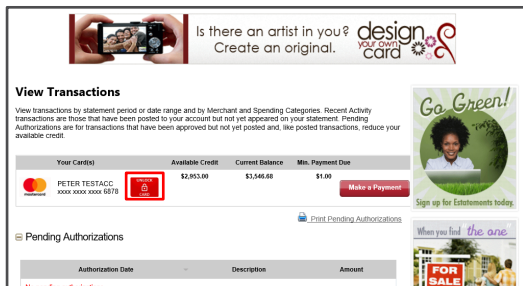 Is there an artist in you?
Create an original.
design
your own
card
View Transactions
View transactions by statement period or date range and by Merchant and Spending Categories. Recent Activity
transactions are those that have been posted to your account but not yet appeared on your statement. Pending
Authorizations are for transactions that have been approved but not yet posted and, like posted transactions, reduce your
available credit.
Your Card(s) Available Credit Current Balance Min. Payment Due
mastercard
PETER TESTACC
xxxx xxxx xxxx 6878
UNLOCK
CARD
$2,953.00 $3,546.68 $1.00
Make a Payment
Print Pending Authorizations
Pending Authorizations
Authorization Date Description Amount
Go Green!
Sign up for Estatements today.
When you find the one
FOR
SALE